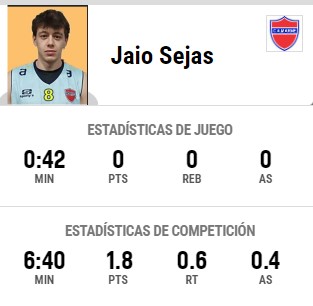 Jaio Sejas
8
ESTADÍSTICAS DE JUEGO
0:42 0 0 0
MIN PTS REB AS
ESTADÍSTICAS DE COMPETICIÓN
6:40 1.8 0.6 0.4
MIN PTS RT AS